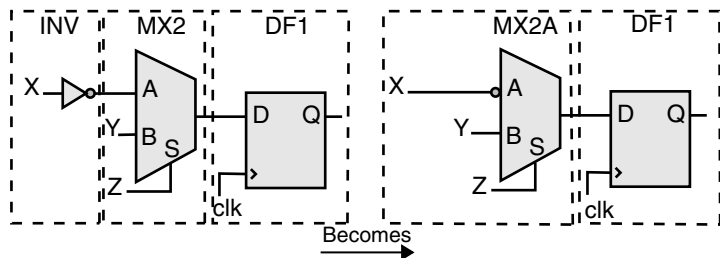 INV MX2 DF1 MX2A DF1
X A X A
Y B D Q Y B D Q
S S
Z Z
clk clk
Becomes